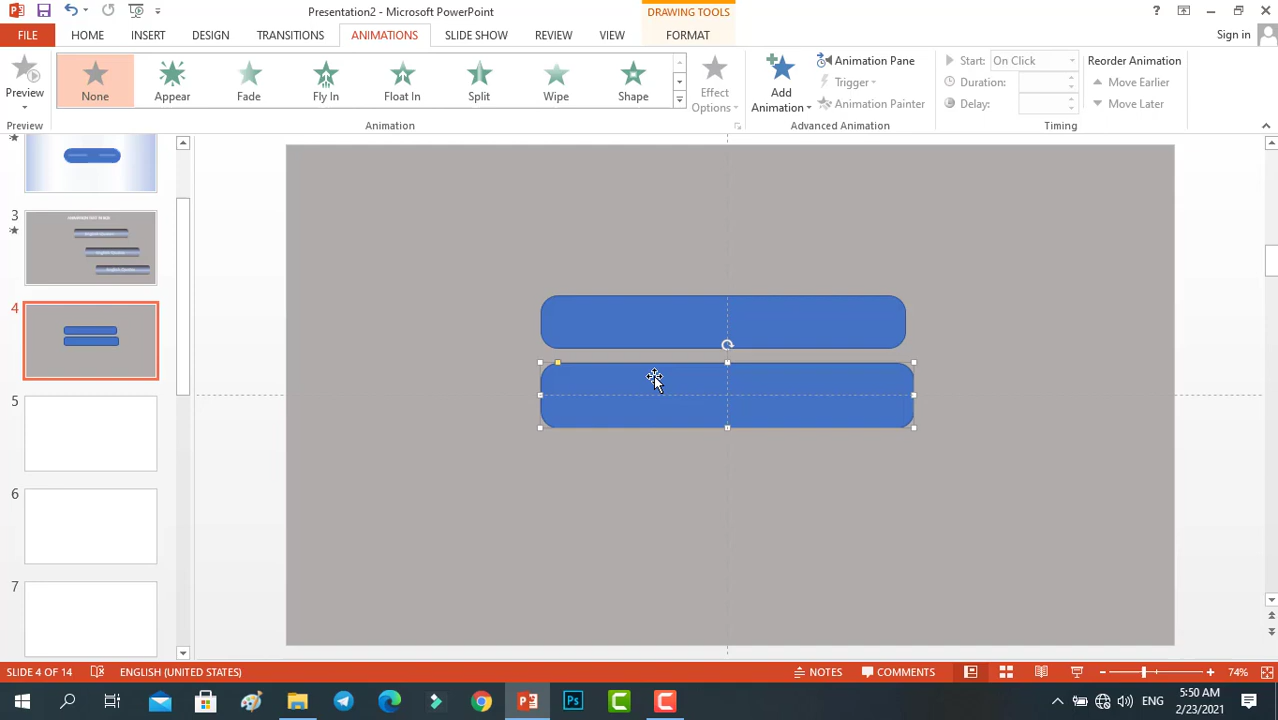 Presentation2 - Microsoft PowerPoint
DRAWING TOOLS
?
FILE HOME INSERT DESIGN TRANSITIONS ANIMATIONS SLIDE SHOW REVIEW VIEW FORMAT
Sign in
Preview
None Appear Fade Fly In Float In Split Wipe Shape
Effect
Options
Add
Animation
Animation Pane
Trigger
Animation Painter
Start: On Click
Duration:
Delay:
Reorder Animation
Move Earlier
Move Later
Preview Animation Advanced Animation Timing
3
4
5
6
7
SLIDE 4 OF 14 ENGLISH (UNITED STATES) NOTES COMMENTS 74%
Ps
ENG
5:50 AM
2/23/2021